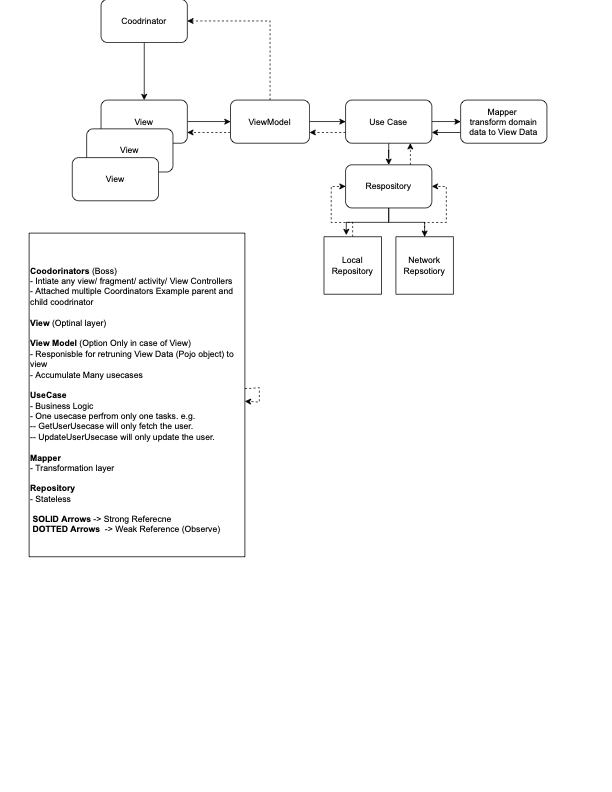 Coodrinator
View
View
View
ViewModel
Use Case
Mapper
transform domain
data to View Data
Respository
Local
Repository
Network
Repsotiory
Coodorinators (Boss)
- Intiate any view/ fragment/ activity/ View Controllers
- Attached multiple Coordinators Example parent and
child coodrinator
View (Optinal layer)
View Model (Option Only in case of View)
- Responisble for retruning View Data (Pojo object) to
view
- Accumulate Many usecases
UseCase
- Business Logic
- One usecase perfrom only one tasks. e.g.
-- GetUserUsecase will only fetch the user.
-- UpdateUserUsecase will only update the user.
Mapper
- Transformation layer
Repository
- Stateless
SOLID Arrows -> Strong Referecne
DOTTED Arrows -> Weak Reference (Observe)